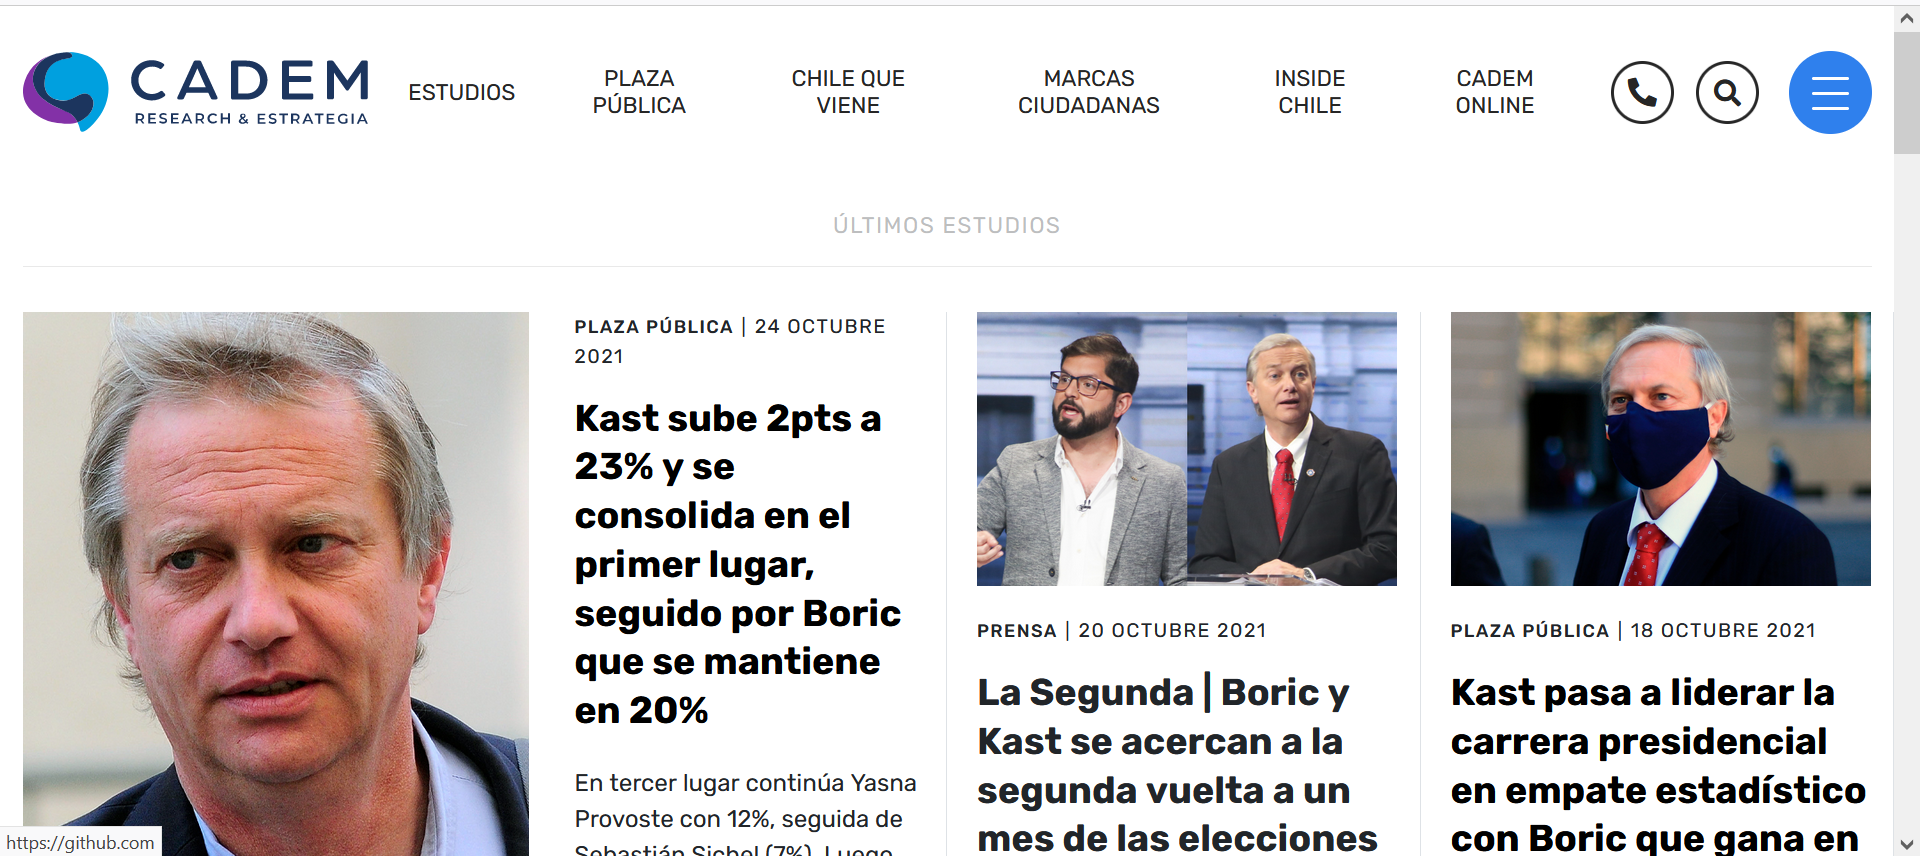 CADEM
RESEARCH & ESTRATEGIA
ESTUDIOS
PLAZA
PÚBLICA
CHILE QUE
VIENE
MARCAS
CIUDADANAS
INSIDE
CHILE
CADEM
ONLINE
ÚLTIMOS ESTUDIOS
PLAZA PÚBLICA | 24 OCTUBRE
2021
Kast sube 2pts a
23% y se
consolida en el
primer lugar,
seguido por Boric
que se mantiene
en 20%
En tercer lugar continúa Yasna
Provoste con 12%, seguida de
Sebastián Sichel (7%). Luego,
PRENSA | 20 OCTUBRE 2021
La Segunda | Boric y
Kast se acercan a la
segunda vuelta a un
mes de las elecciones
PLAZA PÚBLICA | 18 OCTUBRE 2021
Kast pasa a liderar la
carrera presidencial
en empate estadístico
con Boric que gana en
https://github.com